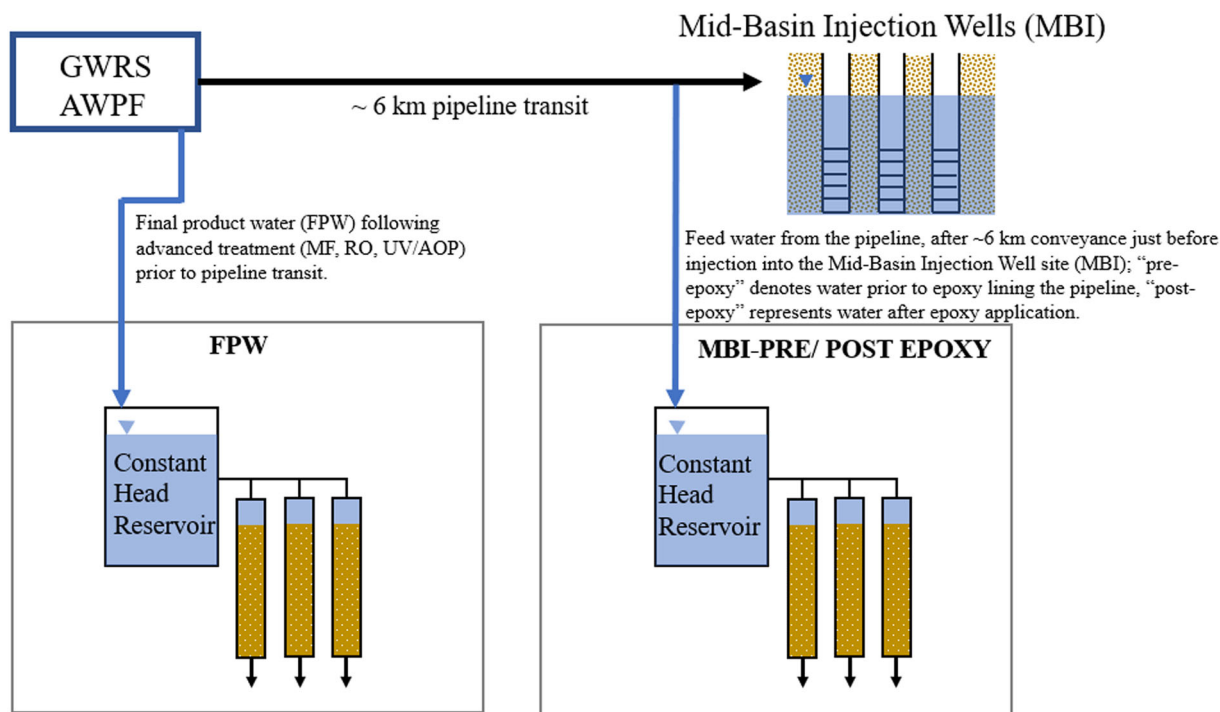 Mid-Basin Injection Wells (MBI)
GWRS
AWPF
~ 6 km pipeline transit
Final product water (FPW) following
advanced treatment (MF, RO, UV/AOP)
prior to pipeline transit.
Feed water from the pipeline, after ~6 km conveyance just before
injection into the Mid-Basin Injection Well site (MBI); “pre-
epoxy” denotes water prior to epoxy lining the pipeline, “post-
epoxy” represents water after epoxy application.
FPW
Constant
Head
Reservoir
MBI-PRE/ POST EPOXY
Constant
Head
Reservoir